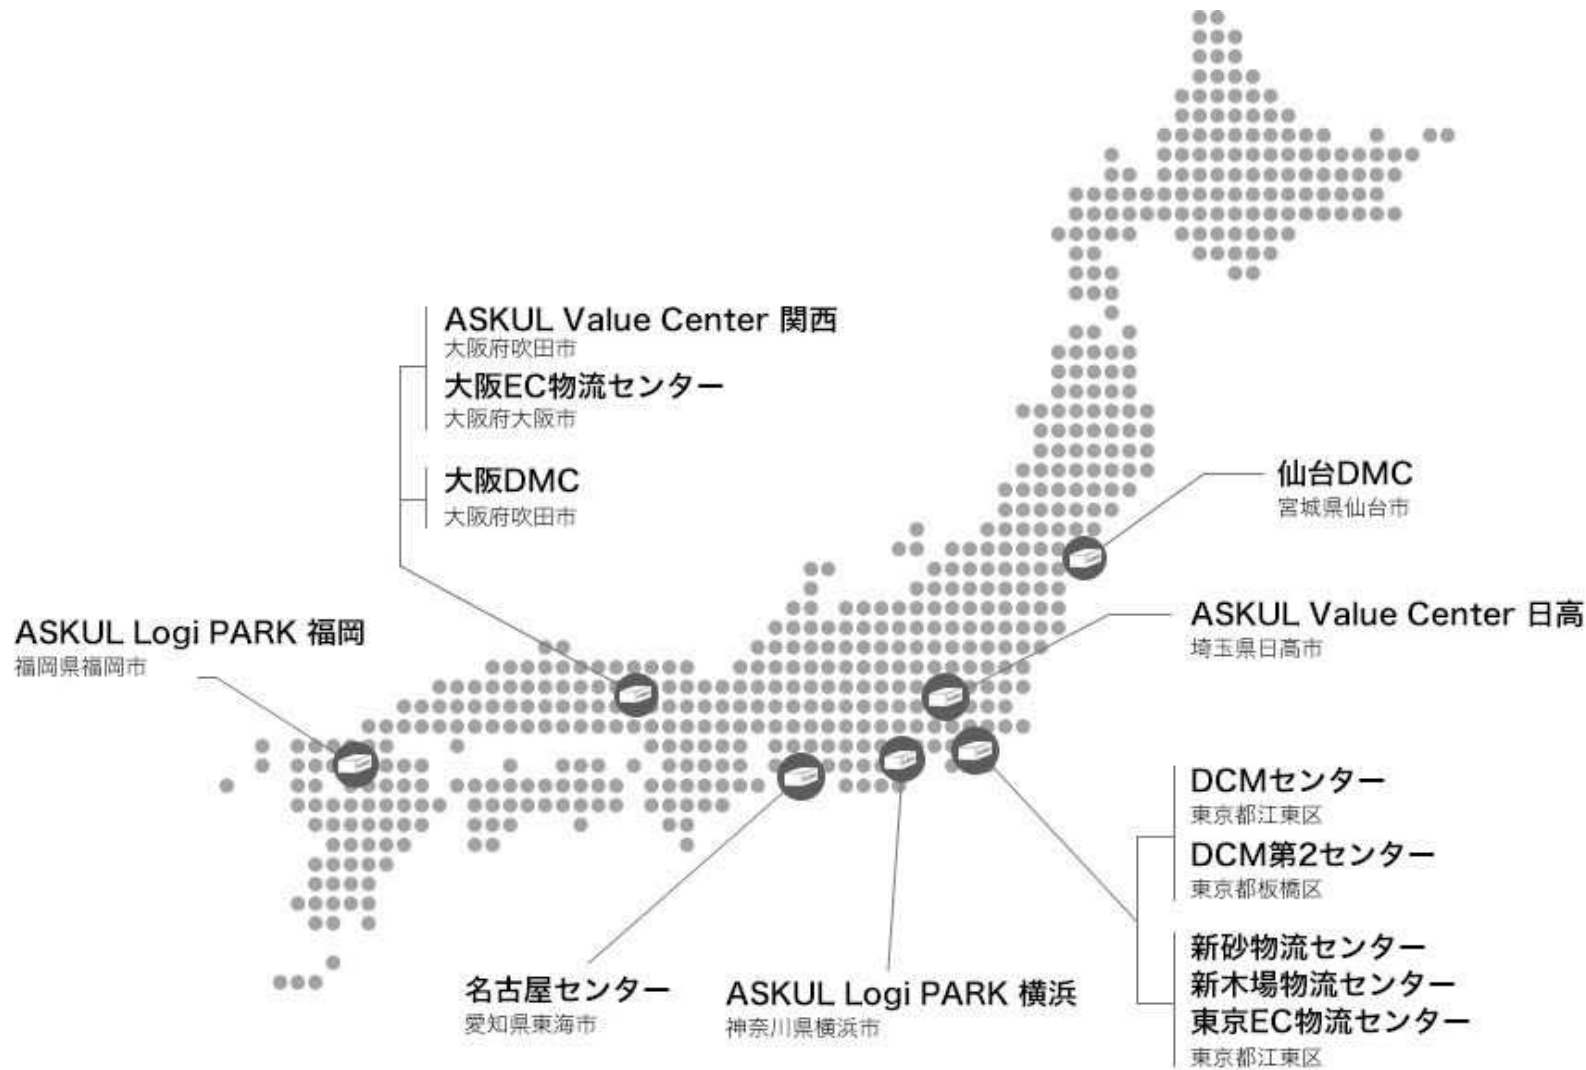 ASKUL Value Center 関西
大阪府吹田市
大阪EC物流センター
大阪府大阪市
大阪DMC
大阪府吹田市
仙台DMC
宮城県仙台市
ASKUL Value Center 日高
埼玉県日高市
ASKUL Logi PARK 福岡
福岡県福岡市
DCMセンター
東京都江東区
DCM第2センター
東京都板橋区
新砂物流センター
新木場物流センター
東京EC物流センター
東京都江東区
名古屋センター
愛知県東海市
ASKUL Logi PARK 横浜
神奈川県横浜市